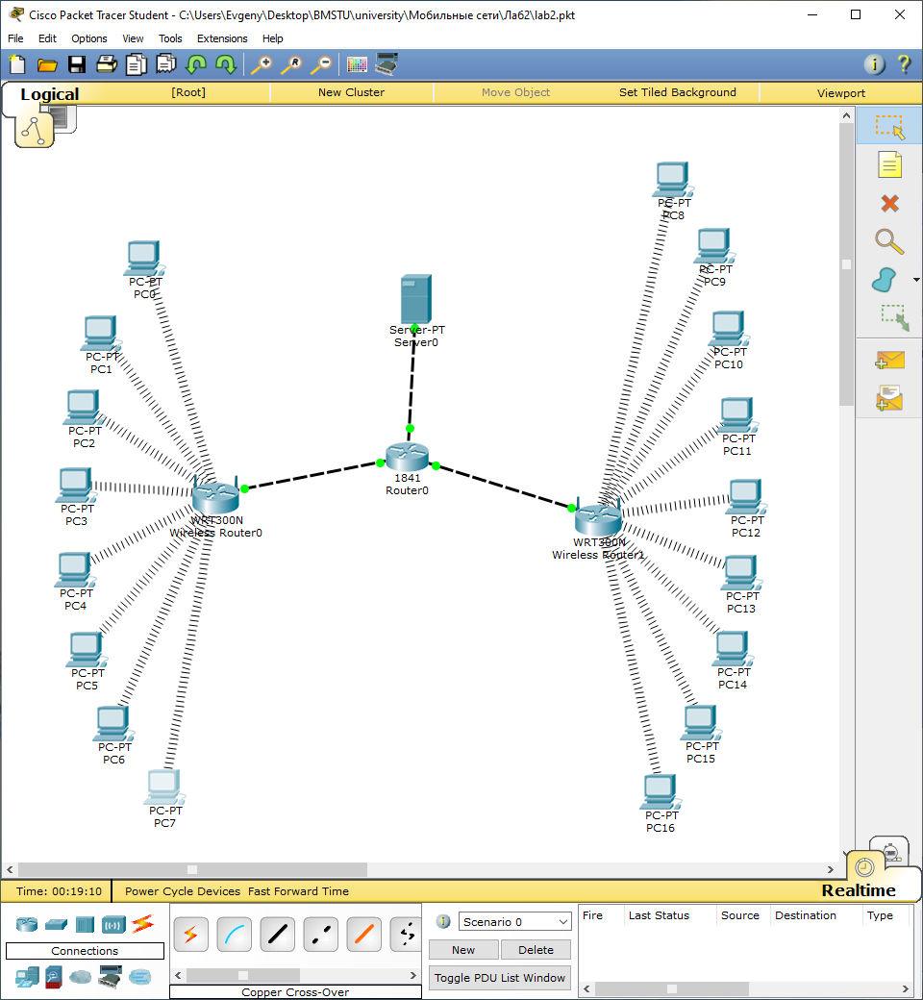 Cisco Packet Tracer Student - C:\Users\Evgeny\Desktop\BMSTU\university\Мобильные сети\Ла62\lab2.pkt
File Edit Options View Tools Extensions Help
Logical [Root] New Cluster Move Object Set Tiled Background Viewport
PC-PT
PC8
PC-PT
PC9
PC-PT
PC0
Server-PT
Server0
PC-PT
PC1
PC-PT
PC10
PC-PT
PC2
PC-PT
PC11
1841
Router0
PC-PT
PC3
WRT300N
Wireless Router0
PC-PT
PC12
WRT300N
Wireless Router1
PC-PT
PC4
PC-PT
PC13
PC-PT
PC5
PC-PT
PC14
PC-PT
PC6
PC-PT
PC15
PC-PT
PC7
PC-PT
PC16
Time: 00:19:10 Power Cycle Devices Fast Forward Time Realtime
Connections
Copper Cross-Over
Scenario 0
New Delete
Toggle PDU List Window
Fire Last Status Source Destination Type